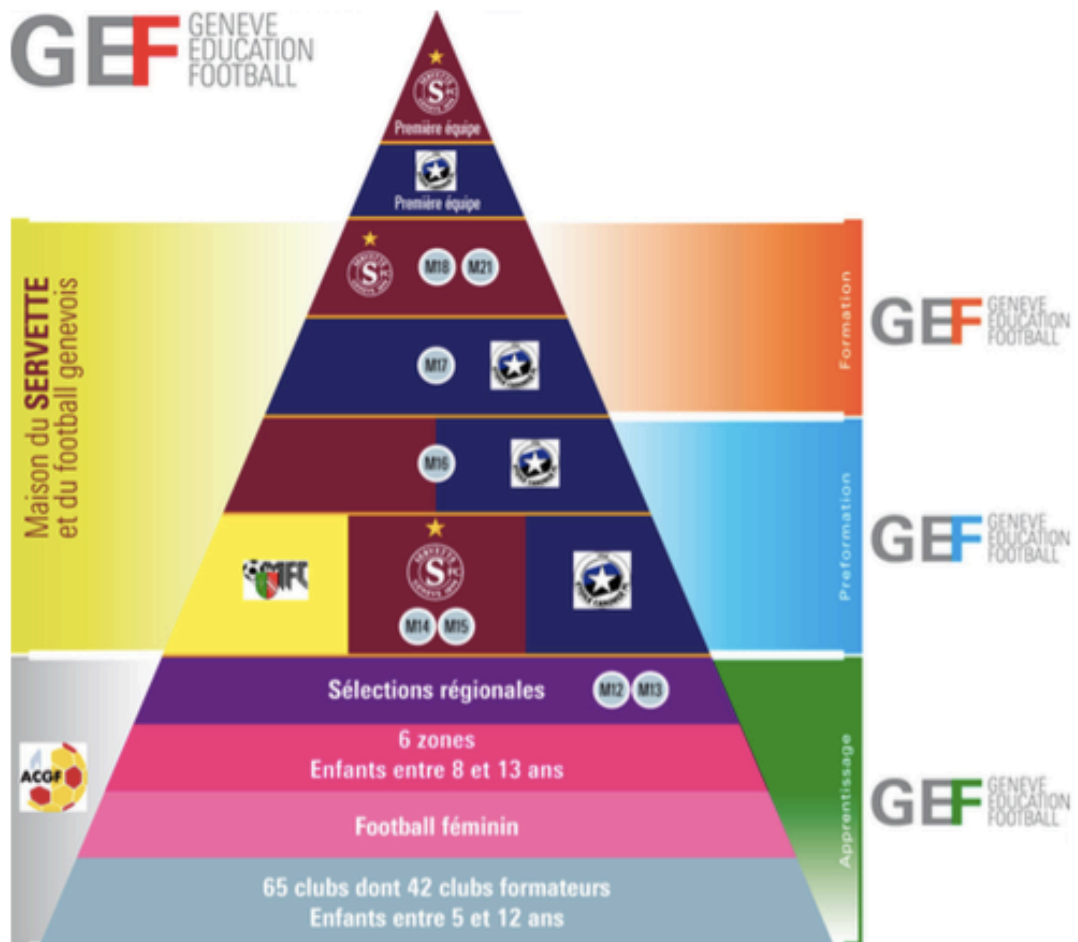 GEF GENEVE
EDUCATION
FOOTBALL
SERVETTE
Première équipe
Première équipe
Maison du SERVETTE
et du football genevois
M18 M21
Formation
GEF GENEVE
EDUCATION
FOOTBALL
M17
M16
Preformation
GEF GENEVE
EDUCATION
FOOTBALL
SERVETTE
M14 M15
Sélections régionales M12 M13
6 zones
Enfants entre 8 et 13 ans
ACGF
Apprentissage
GEF GENEVE
EDUCATION
FOOTBALL
Football féminin
65 clubs dont 42 clubs formateurs
Enfants entre 5 et 12 ans